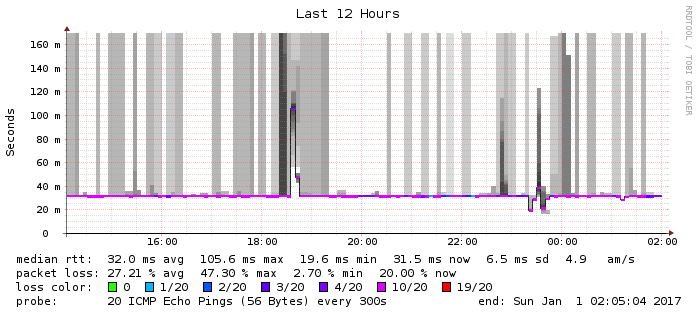 Last 12 Hours
RRDTOOL / TOBI OETIKER
Seconds
160 m
140 m
120 m
100 m
80 m
60 m
40 m
20 m
0
16:00 18:00 20:00 22:00 00:00 02:00
median rtt: 32.0 ms avg 105.6 ms max 19.6 ms min 31.5 ms now 6.5 ms sd 4.9 am/s
packet loss: 27.21 % avg 47.30 % max 2.70 % min 20.00 % now
loss color: 0 1/20 2/20 3/20 4/20 10/20 19/20
probe: 20 ICMP Echo Pings (56 Bytes) every 300s end: Sun Jan 1 02:05:04 2017